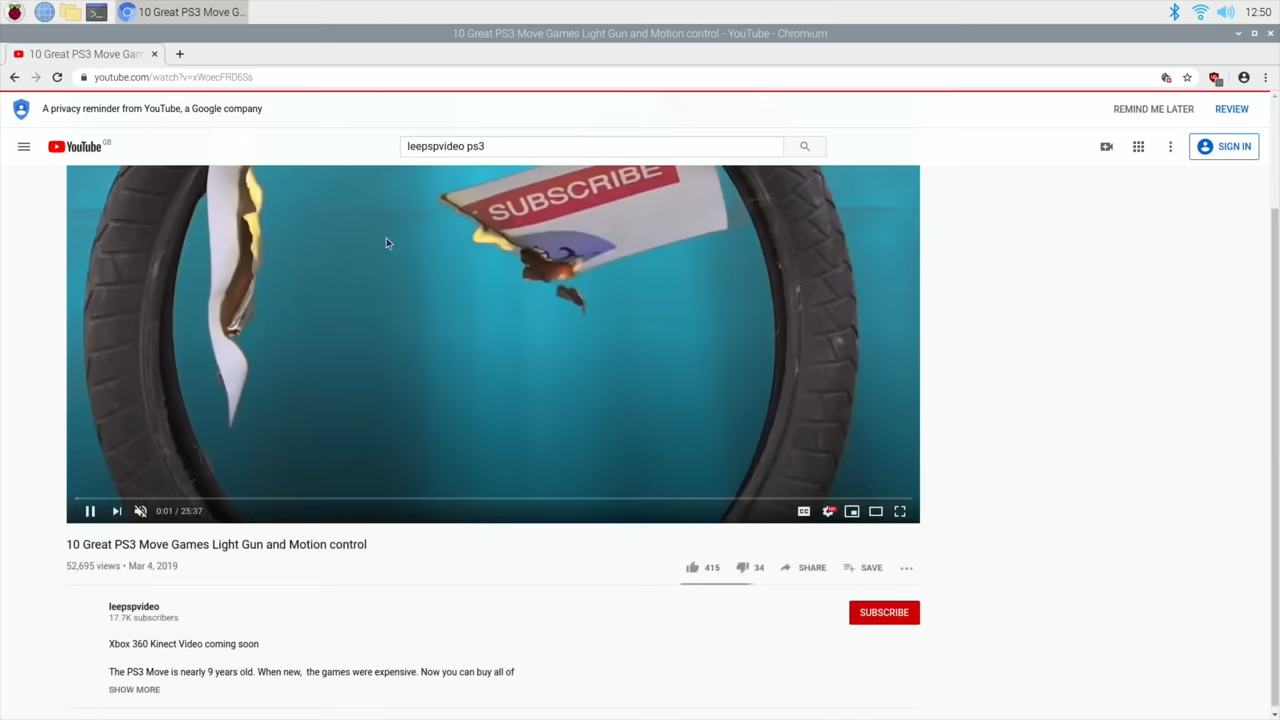 10 Great PS3 Move G...
12:50
10 Great PS3 Move Games Light Gun and Motion control - YouTube - Chromium
10 Great PS3 Move Gam
youtube.com/watch?v=xWoecFRD6Ss
A privacy reminder from YouTube, a Google company
REMIND ME LATER
REVIEW
YouTube GB
leepspvideo ps3
SIGN IN
SUBSCRIBE
0:01 / 25:37
CC
10 Great PS3 Move Games Light Gun and Motion control
52,695 views • Mar 4, 2019
415
34
SHARE
SAVE
leepspvideo
17.7K subscribers
SUBSCRIBE
Xbox 360 Kinect Video coming soon
The PS3 Move is nearly 9 years old. When new, the games were expensive. Now you can buy all of
SHOW MORE